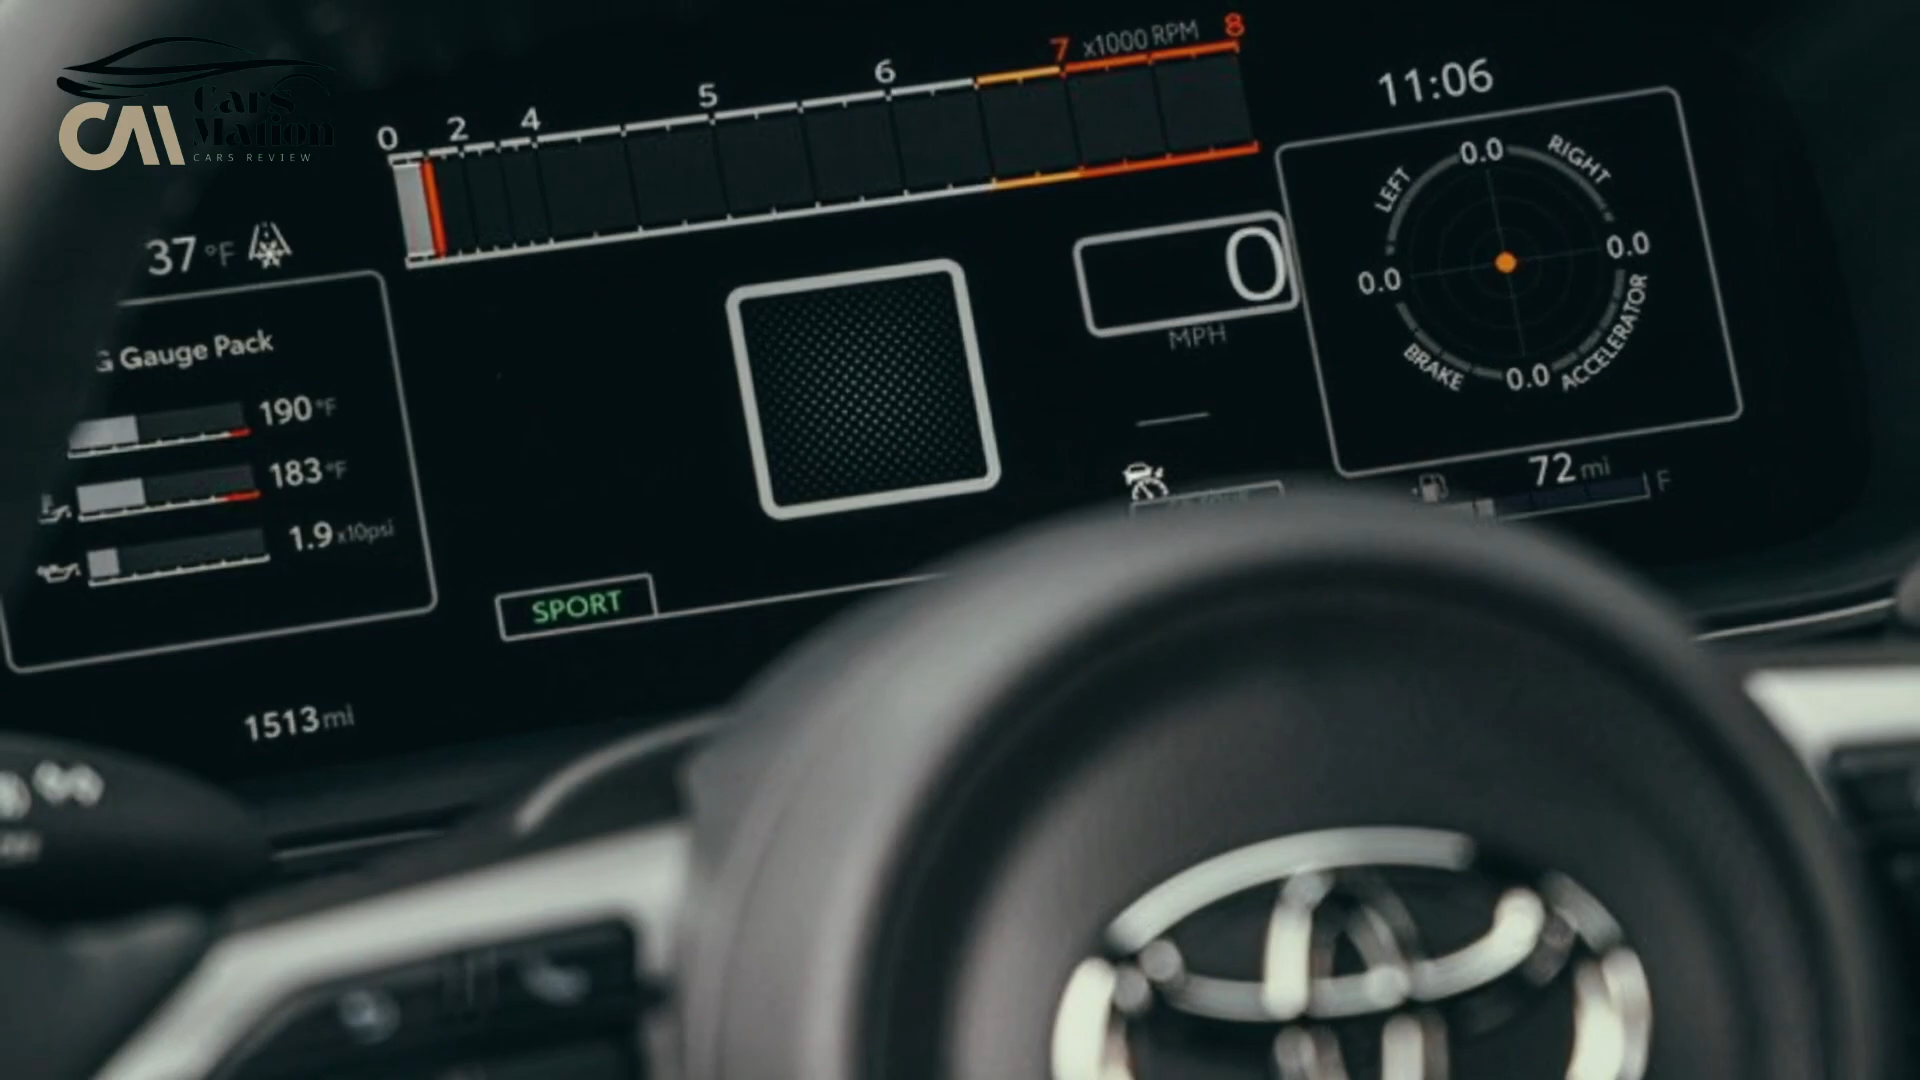 Cars
Mation
CARS REVIEW
0 2 4 5 6 7 x1000 RPM 8
11:06
37 °F
LEFT 0.0 RIGHT
0.0 0.0
BRAKE 0.0 ACCELERATOR
0
MPH
G Gauge Pack
190 °F
183 °F
1.9 x10psi
72 mi
F
SPORT
1513 mi